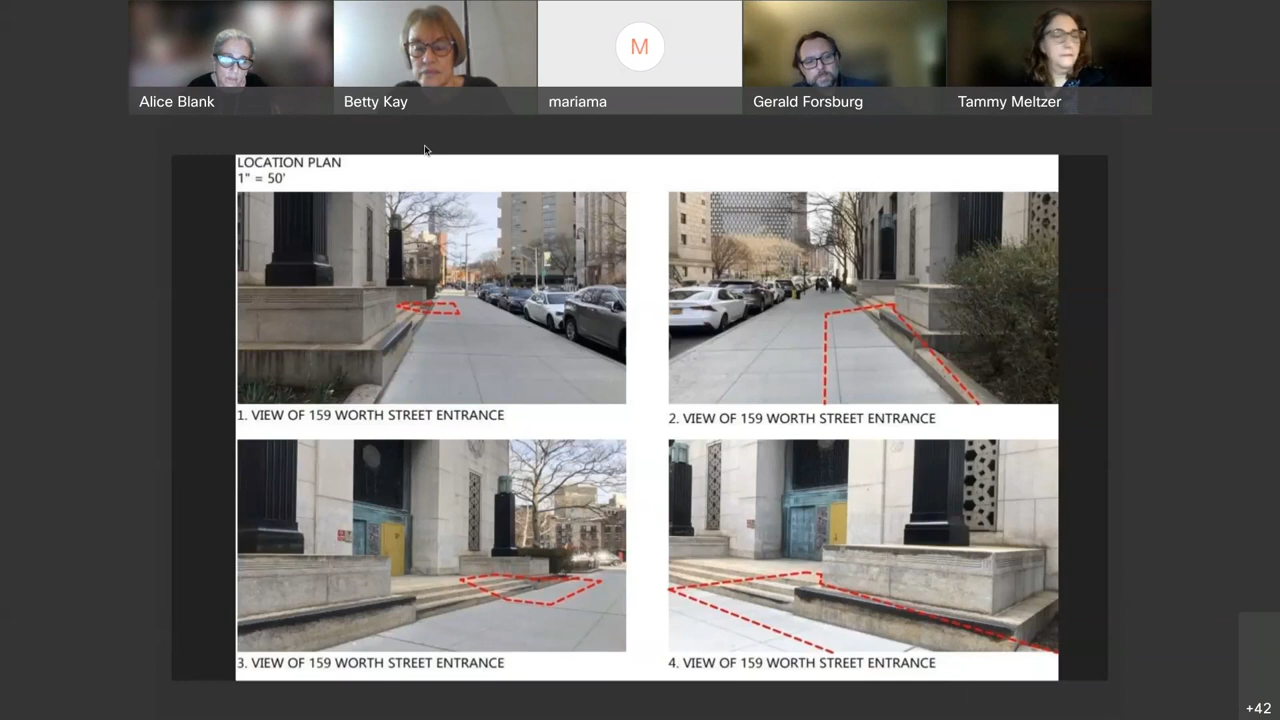 M
Alice Blank
Betty Kay
mariama
Gerald Forsburg
Tammy Meltzer
LOCATION PLAN
1" = 50'
1. VIEW OF 159 WORTH STREET ENTRANCE
2. VIEW OF 159 WORTH STREET ENTRANCE
3. VIEW OF 159 WORTH STREET ENTRANCE
4. VIEW OF 159 WORTH STREET ENTRANCE
+42